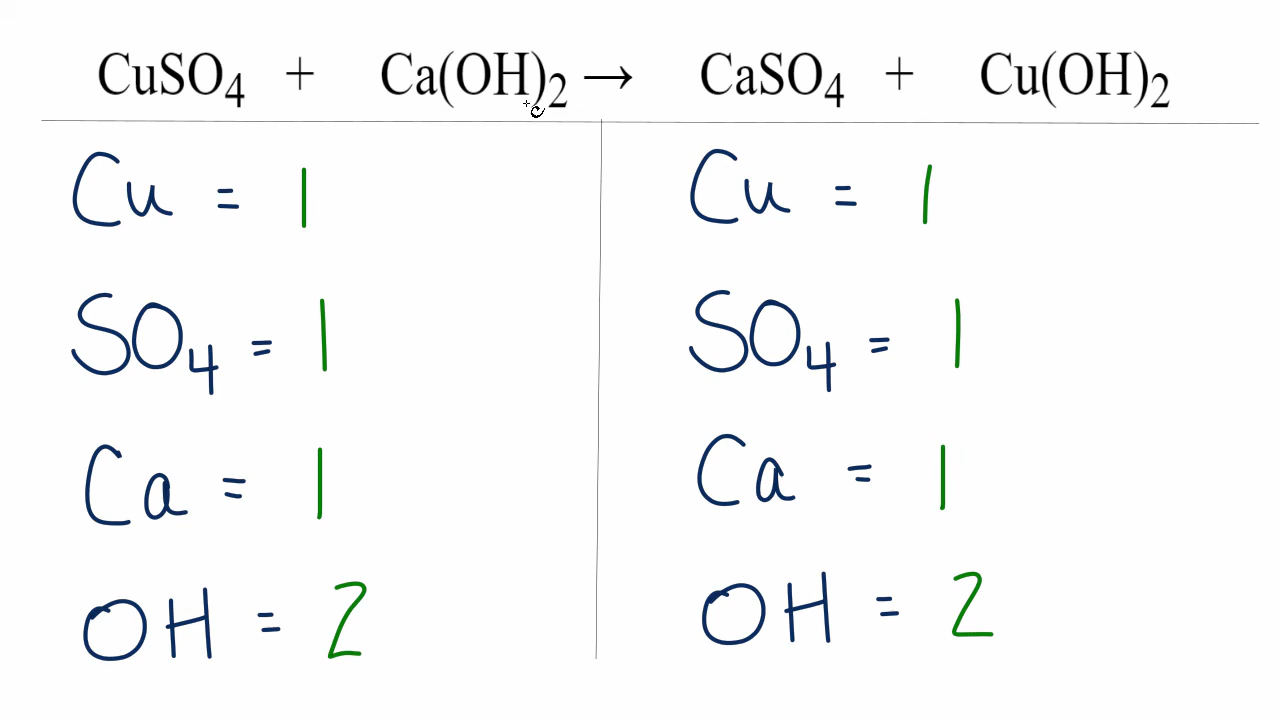 CuSO₄ + Ca(OH)₂ → CaSO₄ + Cu(OH)₂
Cu = 1
SO₄ = 1
Ca = 1
OH = 2
Cu = 1
SO₄ = 1
Ca = 1
OH = 2